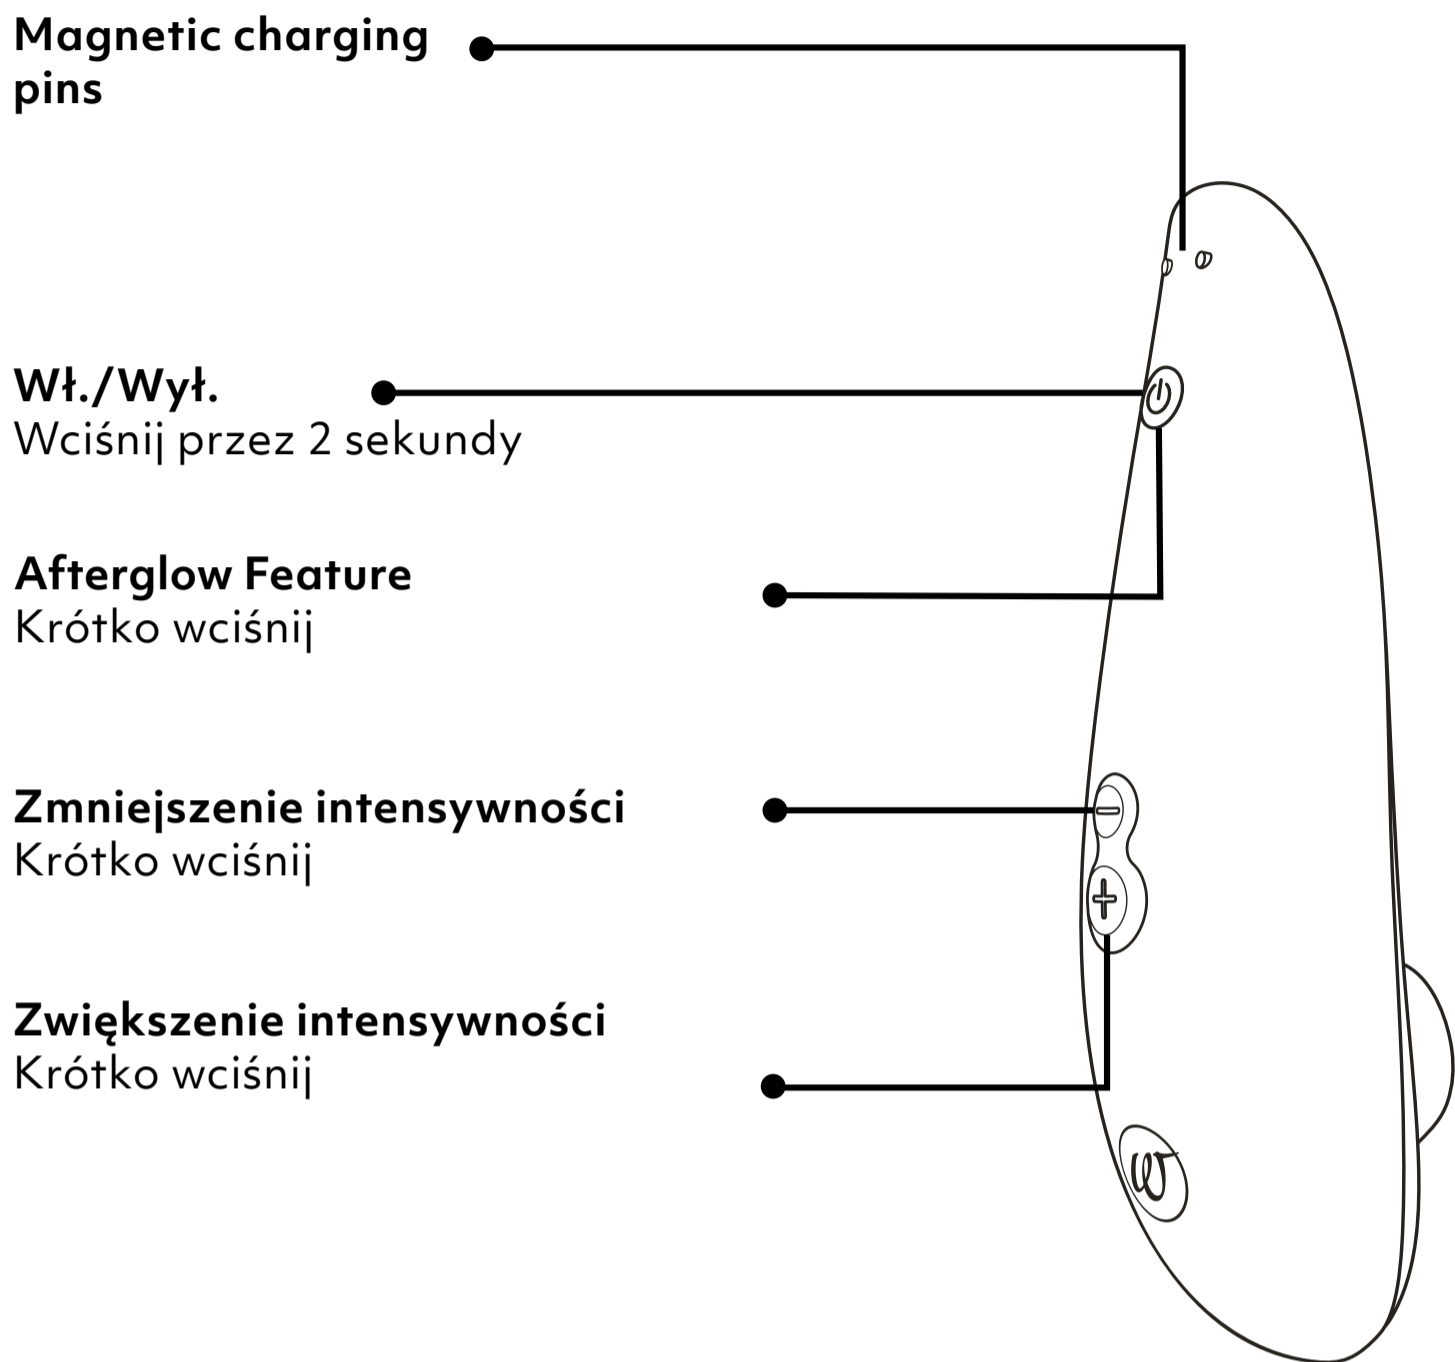 Magnetic charging
pins
Wł./Wył.
Wciśnij przez 2 sekundy
Afterglow Feature
Krótko wciśnij
Zmniejszenie intensywności
Krótko wciśnij
Zwiększenie intensywności
Krótko wciśnij
W